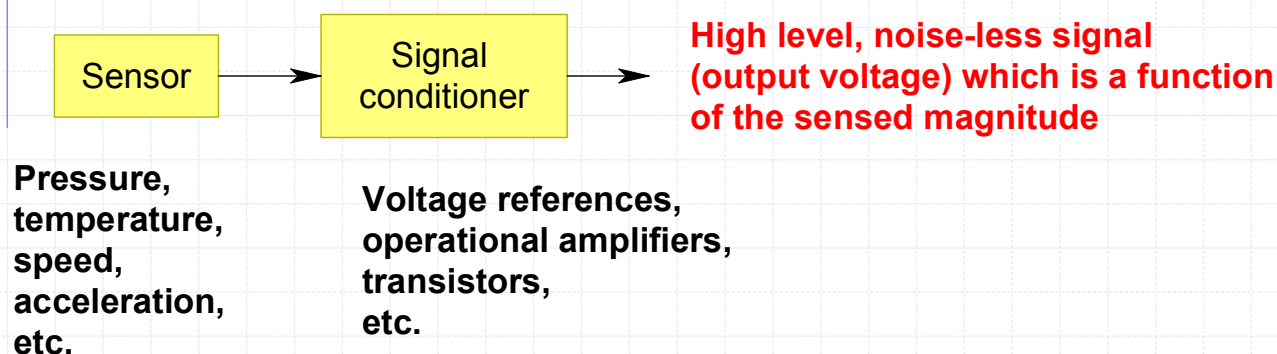 Sensor
Signal
conditioner
High level, noise-less signal
(output voltage) which is a function
of the sensed magnitude
Pressure,
temperature,
speed,
acceleration,
etc.
Voltage references,
operational amplifiers,
transistors,
etc.